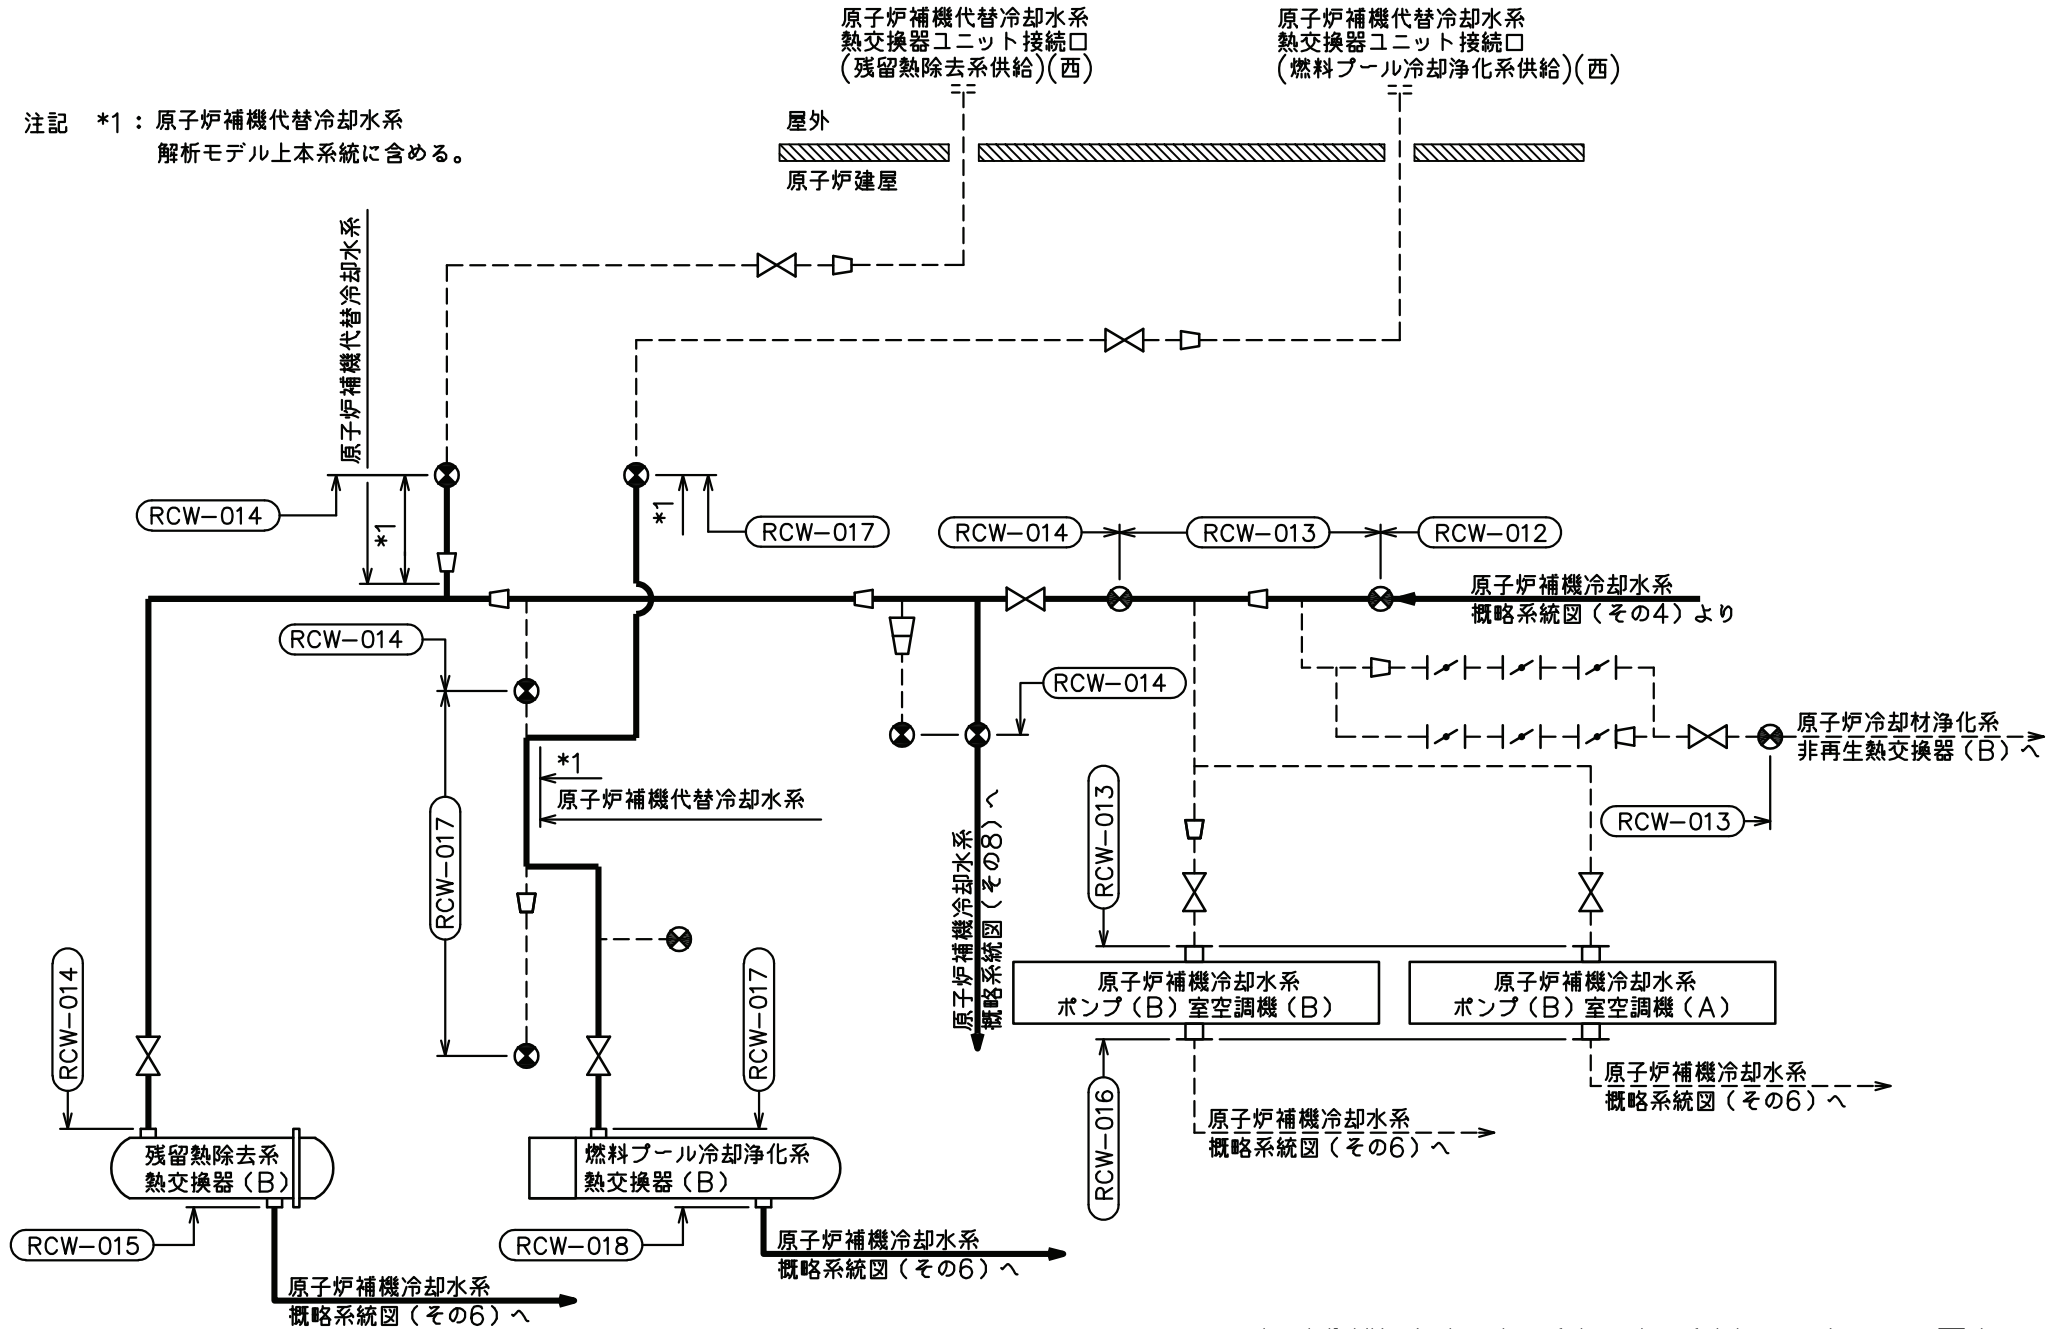 原子炉補機代替冷却水系
熱交換器ユニット接続口
(残留熱除去系供給)(西)
原子炉補機代替冷却水系
熱交換器ユニット接続口
(燃料プール冷却浄化系供給)(西)
注記 *1：原子炉補機代替冷却水系
解析モデル上本系統に含める。
屋外
原子炉建屋
原子炉補機代替冷却水系
RCW-014
*1
*1
RCW-017
RCW-014
RCW-013
RCW-012
原子炉補機冷却水系
概略系統図(その4)より
RCW-014
RCW-014
原子炉冷却材浄化系
非再生熱交換器(B)へ
*1
原子炉補機代替冷却水系
RCW-017
RCW-013
RCW-013
原子炉補機冷却水系
概略系統図(その8)へ
RCW-014
RCW-017
原子炉補機冷却水系
ポンプ(B)室空調機(B)
原子炉補機冷却水系
ポンプ(B)室空調機(A)
RCW-016
原子炉補機冷却水系
概略系統図(その6)へ
原子炉補機冷却水系
概略系統図(その6)へ
残留熱除去系
熱交換器(B)
燃料プール冷却浄化系
熱交換器(B)
RCW-015
RCW-018
原子炉補機冷却水系
概略系統図(その6)へ
原子炉補機冷却水系
概略系統図(その6)へ